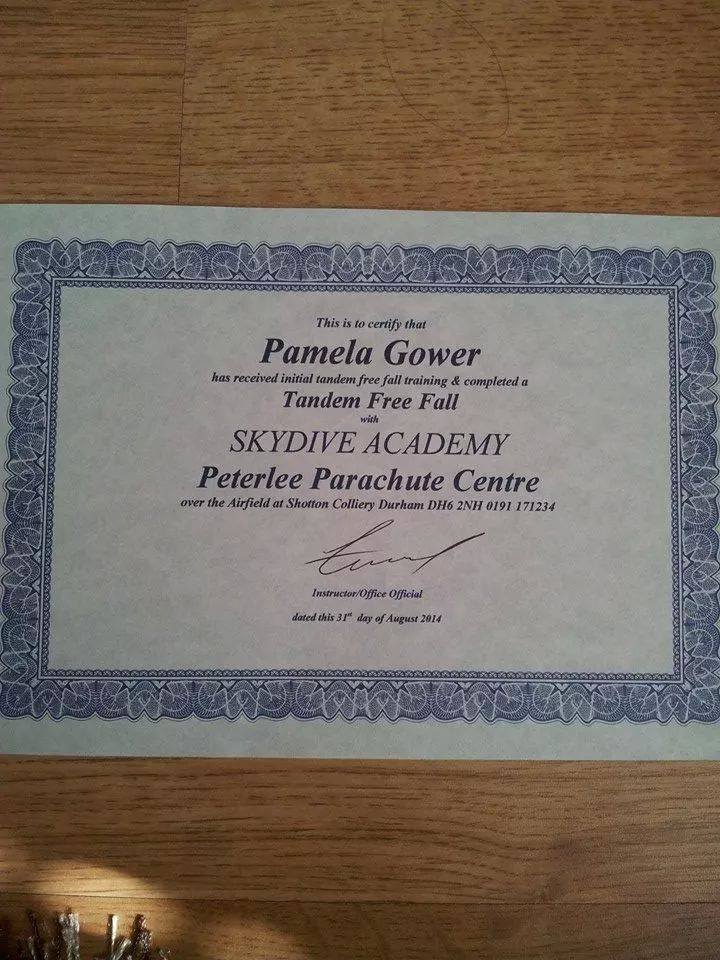 This is to certify that
Pamela Gower
has received initial tandem free fall training & completed a
Tandem Free Fall
with
SKYDIVE ACADEMY
Peterlee Parachute Centre
over the Airfield at Shotton Colliery Durham DH6 2NH 0191 171234
Instructor/Office Official
dated this 31st day of August 2014